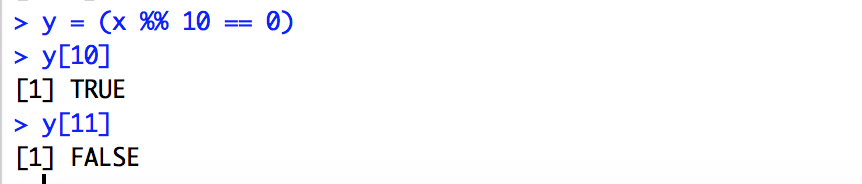 > y = (x %% 10 == 0)
> y[10]
[1] TRUE
> y[11]
[1] FALSE